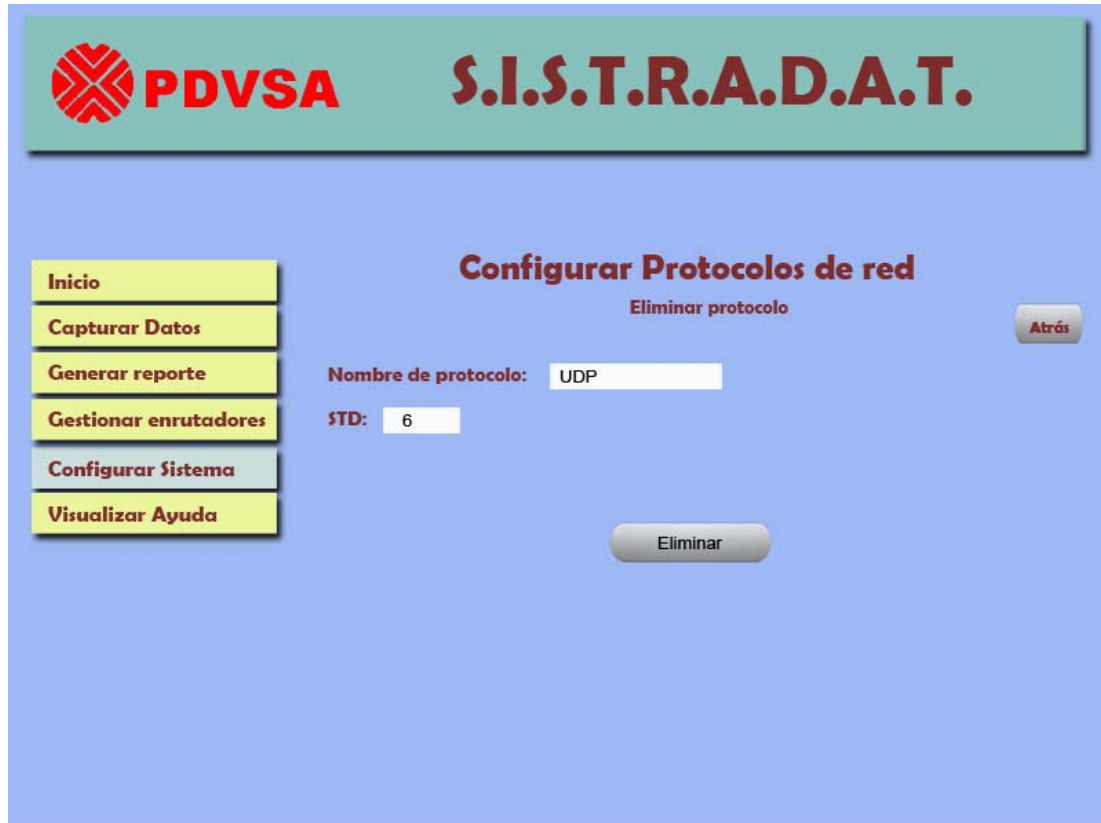 PDVSA
S.I.S.T.R.A.D.A.T.
Inicio
Capturar Datos
Generar reporte
Gestionar enrutadores
Configurar Sistema
Visualizar Ayuda
Configurar Protocolos de red
Eliminar protocolo
Atrás
Nombre de protocolo: UDP
STD: 6
Eliminar